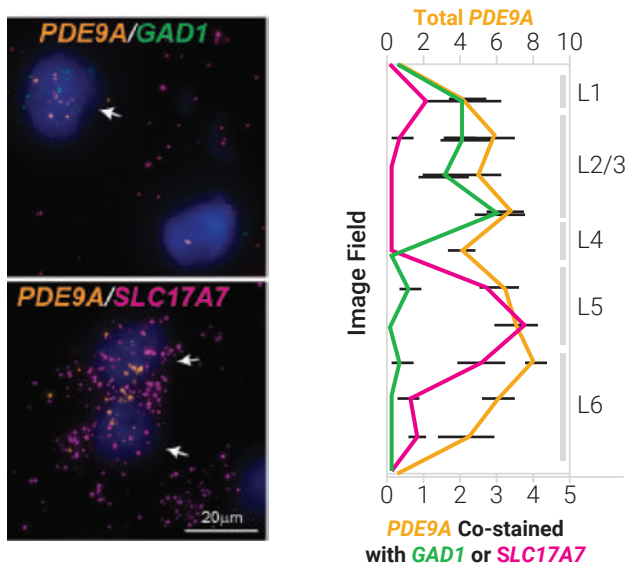 PDE9A/GAD1
PDE9A/SLC17A7
20μm
Total PDE9A
0 2 4 6 8 10
L1
L2/3
L4
L5
L6
Image Field
0 1 2 3 4 5
PDE9A Co-stained
with GAD1 or SLC17A7